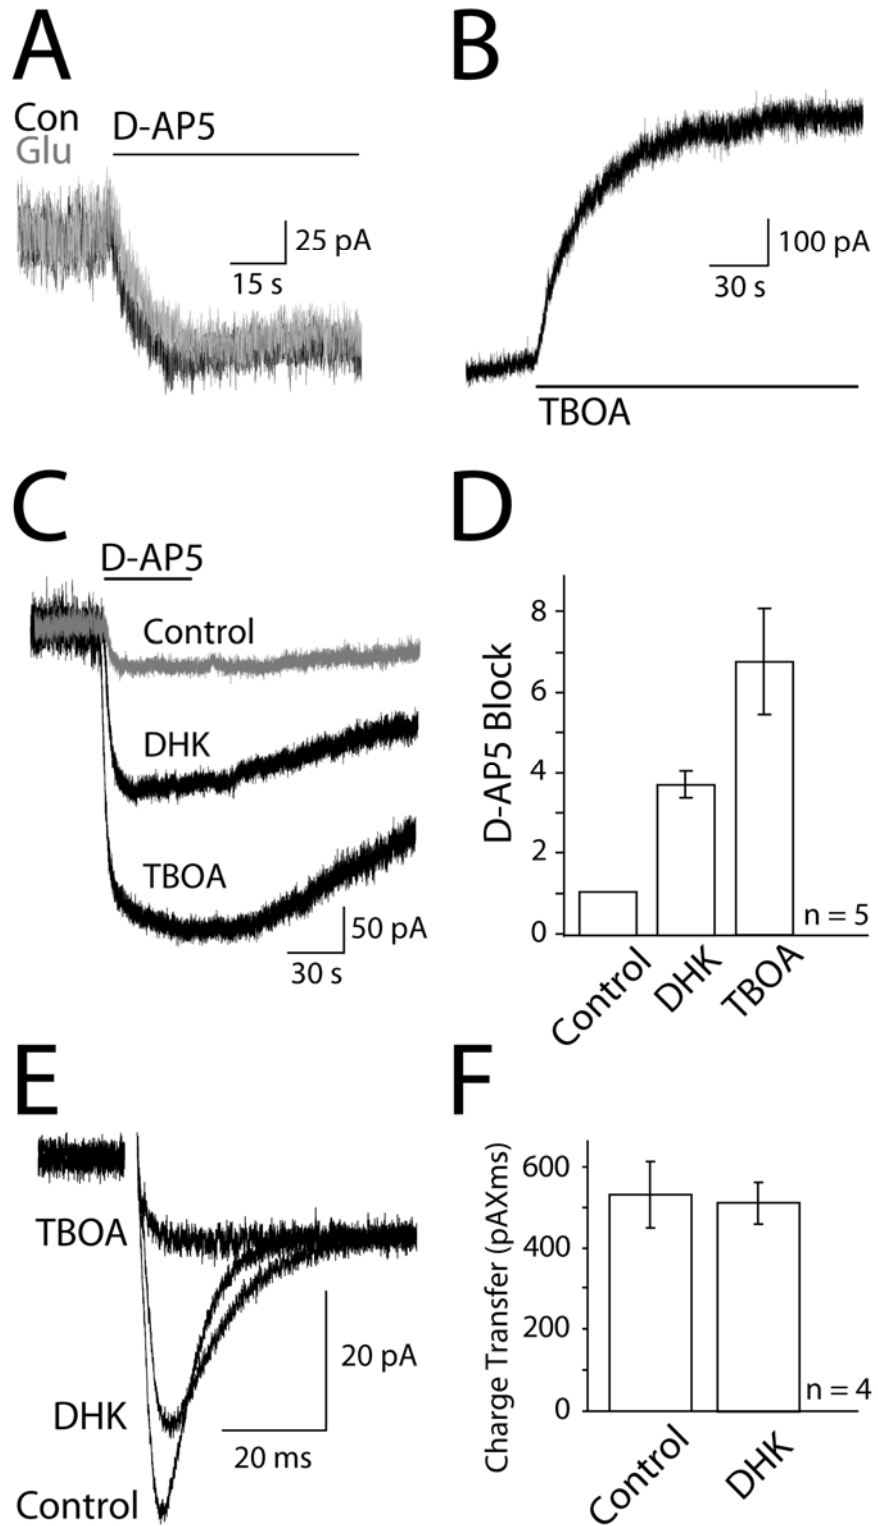 A
Con
Glu
D-AP5
25 pA
15 s
B
100 pA
30 s
TBOA
C
D-AP5
Control
DHK
TBOA
50 pA
30 s
D
D-AP5 Block
8
6
4
2
0
n = 5
Control
DHK
TBOA
E
TBOA
DHK
Control
20 pA
20 ms
F
Charge Transfer (pAXms)
600
400
200
0
n = 4
Control
DHK